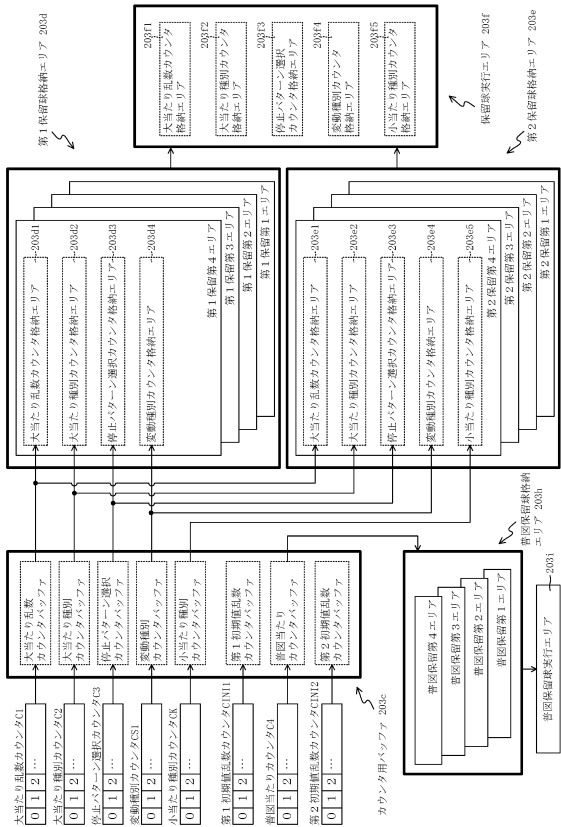 大当たり乱数カウンタC1
0 1 2 ···
大当たり種別カウンタC2
0 1 2 ···
停止パターン選択カウンタC3
0 1 2 ···
変動種別カウンタCS1
0 1 2 ···
小当たり種別カウンタCK
0 1 2 ···
第1初期値乱数カウンタCINI1
0 1 2 ···
普図当たりカウンタC4
0 1 2 ···
第2初期値乱数カウンタCINI2
0 1 2 ···
大当たり乱数
カウンタバッファ
大当たり種別
カウンタバッファ
停止パターン選択
カウンタバッファ
変動種別
カウンタバッファ
小当たり種別
カウンタバッファ
第1初期値乱数
カウンタバッファ
普図当たり
カウンタバッファ
第2初期値乱数
カウンタバッファ
カウンタ用バッファ 203c
第1保留球格納エリア 203d
大当たり乱数カウンタ格納エリア
203d1
大当たり種別カウンタ格納エリア
203d2
停止パターン選択カウンタ格納エリア
203d3
変動種別カウンタ格納エリア
203d4
第1保留第4エリア
第1保留第3エリア
第1保留第2エリア
第1保留第1エリア
大当たり乱数カウンタ格納エリア
203e1
大当たり種別カウンタ格納エリア
203e2
停止パターン選択カウンタ格納エリア
203e3
変動種別カウンタ格納エリア
203e4
小当たり種別カウンタ格納エリア
203e5
第2保留第4エリア
第2保留第3エリア
第2保留第2エリア
第2保留第1エリア
第2保留球格納エリア 203e
203f1
大当たり乱数カウンタ
格納エリア
203f2
大当たり種別カウンタ
格納エリア
203f3
停止パターン選択
カウンタ格納エリア
203f4
変動種別カウンタ
格納エリア
203f5
小当たり種別カウンタ
格納エリア
保留球実行エリア 203f
普図保留球格納
エリア 203h
普図保留第4エリア
普図保留第3エリア
普図保留第2エリア
普図保留第1エリア
普図保留球実行エリア
203i